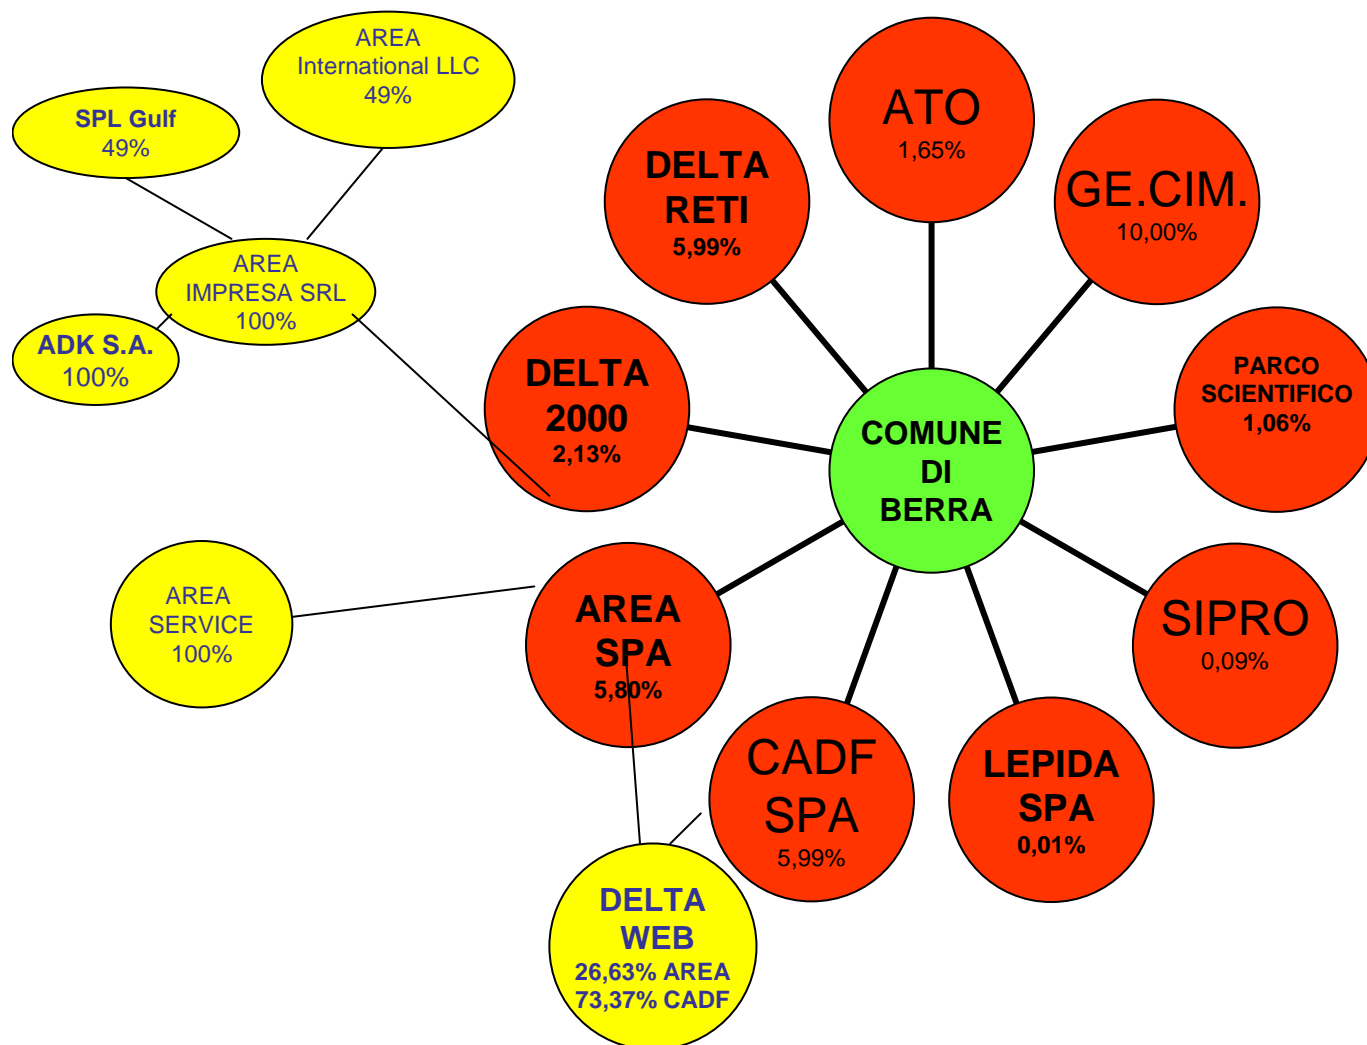 AREA
International LLC
49%
SPL Gulf
49%
AREA
IMPRESA SRL
100%
ADK S.A.
100%
ATO
1,65%
DELTA
RETI
5,99%
GE.CIM.
10,00%
DELTA
2000
2,13%
PARCO
SCIENTIFICO
1,06%
COMUNE
DI
BERRA
AREA
SERVICE
100%
AREA
SPA
5,80%
SIPRO
0,09%
CADF
SPA
5,99%
LEPIDA
SPA
0,01%
DELTA
WEB
26,63% AREA
73,37% CADF